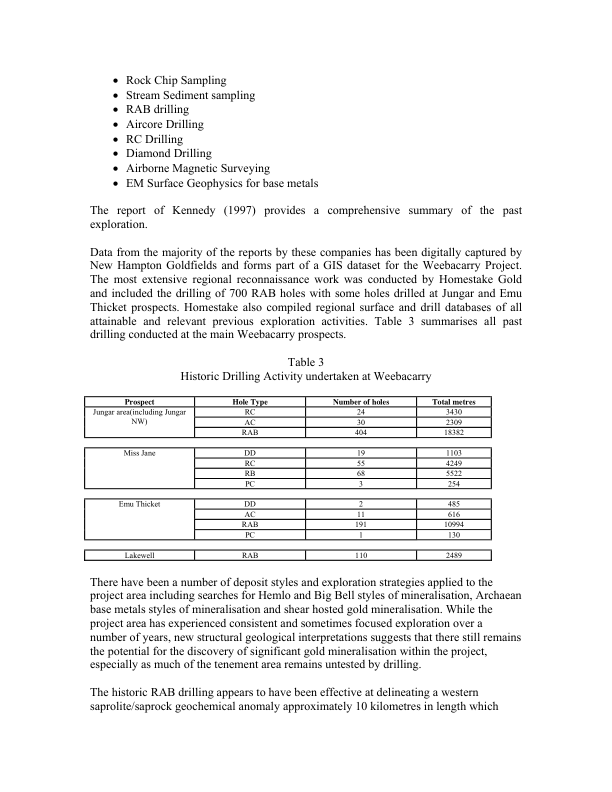 • Rock Chip Sampling
• Stream Sediment sampling
• RAB drilling
• Aircore Drilling
• RC Drilling
• Diamond Drilling
• Airborne Magnetic Surveying
• EM Surface Geophysics for base metals
The report of Kennedy (1997) provides a comprehensive summary of the past
exploration.
Data from the majority of the reports by these companies has been digitally captured by
New Hampton Goldfields and forms part of a GIS dataset for the Weebacarry Project.
The most extensive regional reconnaissance work was conducted by Homestake Gold
and included the drilling of 700 RAB holes with some holes drilled at Jungar and Emu
Thicket prospects. Homestake also compiled regional surface and drill databases of all
attainable and relevant previous exploration activities. Table 3 summarises all past
drilling conducted at the main Weebacarry prospects.
Table 3
Historic Drilling Activity undertaken at Weebacarry
Prospect Hole Type Number of holes Total metres
Jungar area(including Jungar RC 24 3430
NW) AC 30 2309
RAB 404 18382
Miss Jane DD 19 1103
RC 55 4249
RB 68 5522
PC 3 254
Emu Thicket DD 2 485
AC 11 616
RAB 191 10994
PC 1 130
Lakewell RAB 110 2489
There have been a number of deposit styles and exploration strategies applied to the
project area including searches for Hemlo and Big Bell styles of mineralisation, Archaean
base metals styles of mineralisation and shear hosted gold mineralisation. While the
project area has experienced consistent and sometimes focused exploration over a
number of years, new structural geological interpretations suggests that there still remains
the potential for the discovery of significant gold mineralisation within the project,
especially as much of the tenement area remains untested by drilling.
The historic RAB drilling appears to have been effective at delineating a western
saprolite/saprock geochemical anomaly approximately 10 kilometres in length which